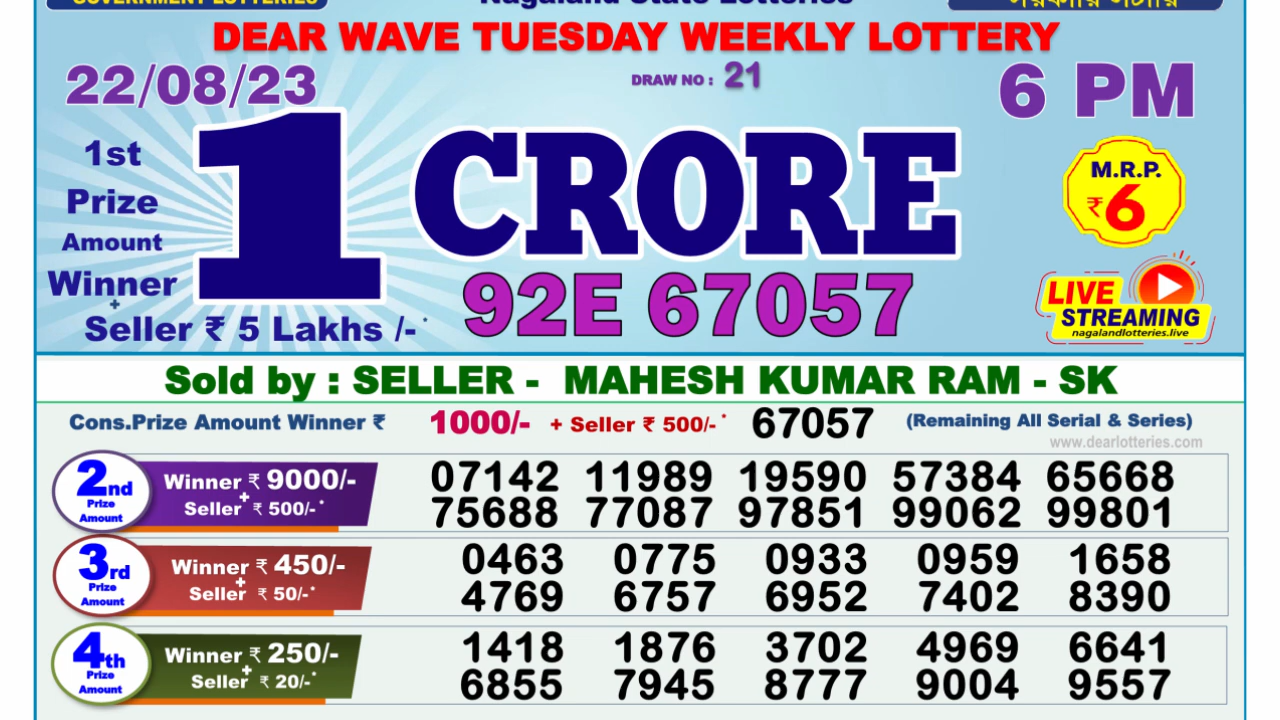 GOVERNMENT LOTTERIES
Nagaland State Lotteries
DEAR WAVE TUESDAY WEEKLY LOTTERY
22/08/23
DRAW NO : 21
6 PM
1st
Prize
Amount
Winner
+
Seller ₹ 5 Lakhs /- *
1 CRORE
92E 67057
M.R.P.
₹6
LIVE
STREAMING
nagalandlotteries.live
Sold by : SELLER - MAHESH KUMAR RAM - SK
Cons.Prize Amount Winner ₹ 1000/- + Seller ₹ 500/- * 67057 (Remaining All Serial & Series)
www.dearlotteries.com
2nd
Prize
Amount
Winner ₹ 9000/-
+
Seller ₹ 500/- *
07142 11989 19590 57384 65668
75688 77087 97851 99062 99801
3rd
Prize
Amount
Winner ₹ 450/-
+
Seller ₹ 50/- *
0463 0775 0933 0959 1658
4769 6757 6952 7402 8390
4th
Prize
Amount
Winner ₹ 250/-
+
Seller ₹ 20/- *
1418 1876 3702 4969 6641
6855 7945 8777 9004 9557